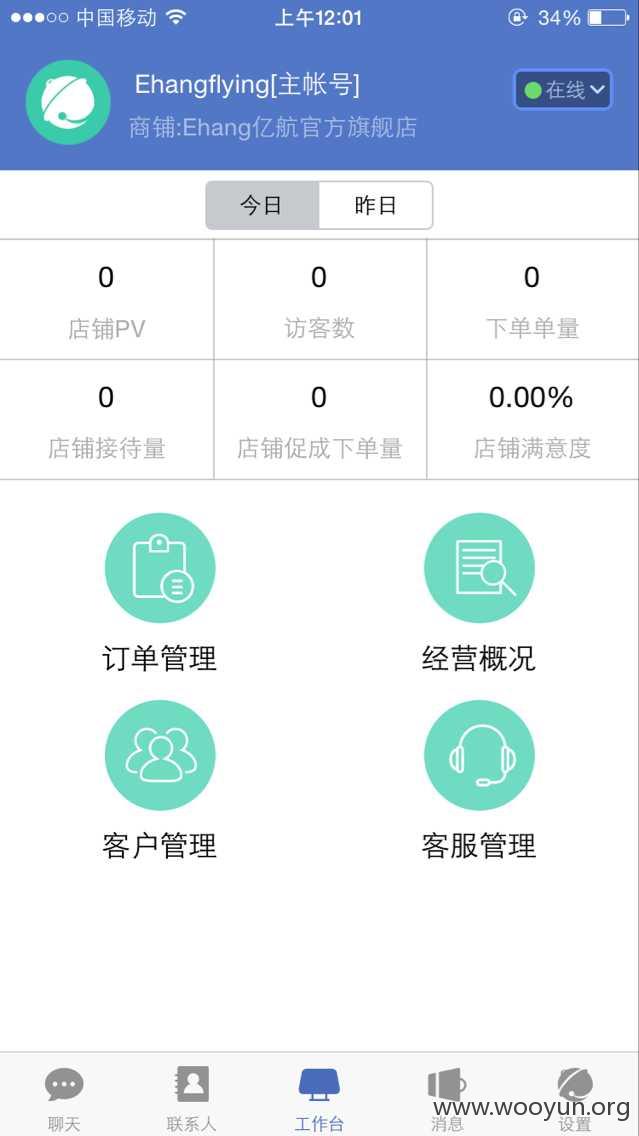 中国移动 上午12:01 34%
Ehangflying[主帐号]
在线
商铺:Ehang亿航官方旗舰店
今日 昨日
0 0 0
店铺PV 访客数 下单单量
0 0 0.00%
店铺接待量 店铺促成下单量 店铺满意度
订单管理 经营概况
客户管理 客服管理
www.wooyun.org
聊天 联系人 工作台 消息 设置